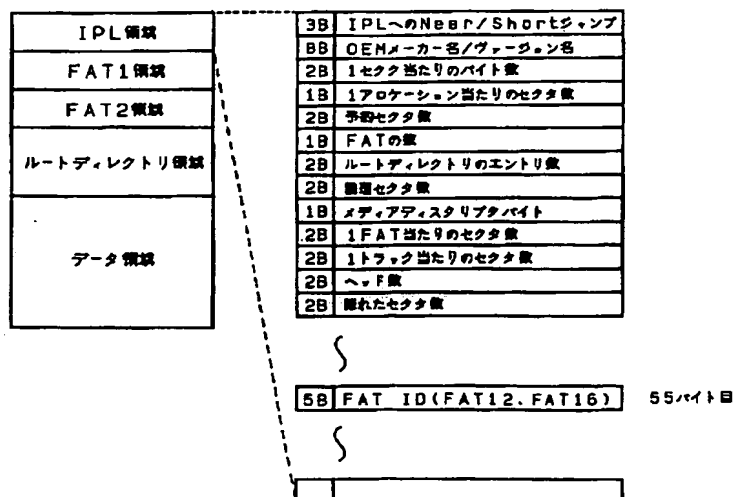 IPL領域
FAT1領域
FAT2領域
ルートディレクトリ領域
データ領域
3B IPLへのNear/Shortジャンプ
8B OEMメーカー名/ヴァージョン名
2B 1セクタ当たりのバイト数
1B 1アロケーション当たりのセクタ数
2B 予約セクタ数
1B FATの数
2B ルートディレクトリのエントリ数
2B 論理セクタ数
1B メディアディスクリプタバイト
2B 1FAT当たりのセクタ数
2B 1トラック当たりのセクタ数
2B ヘッド数
2B 隠れたセクタ数
5B FAT ID(FAT12、FAT16) 55バイト目